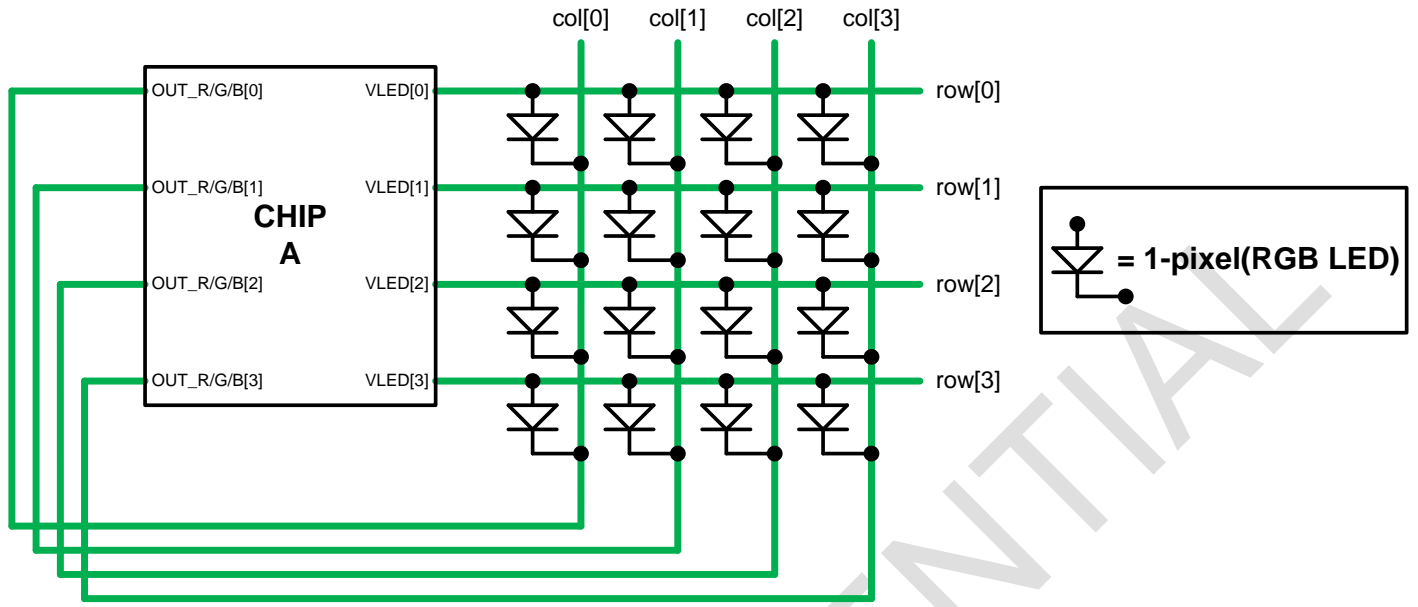 col[0] col[1] col[2] col[3]
OUT_R/G/B[0] VLED[0] row[0]
OUT_R/G/B[1] VLED[1] row[1]
CHIP
A
= 1-pixel(RGB LED)
OUT_R/G/B[2] VLED[2] row[2]
OUT_R/G/B[3] VLED[3] row[3]
ENTIAL